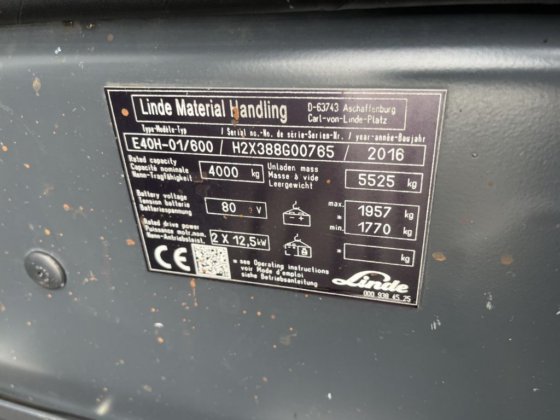 Linde Material Handling
D-63743 Aschaffenburg
Carl-von-Linde-Platz
Type-Modèle-Typ / Serial no.-No. de série-Serien-Nr. / year-année-Baujahr
E40H-01/600 / H2X388G00765 / 2016
Rated capacity
Capacité nominale
Nenn-Tragfähigkeit
4000 kg
Unladen mass
Masse à vide
Leergewicht
5525 kg
Battery voltage
Tension batterie
Batteriespannung
80 V
max. 1957 kg
*
min. 1770 kg
Rated drive power
Puissance motr.nom.
Nenn-Antriebsleist.
2 X 12,5 kW
* kg
CE
* see Operating instructions
voir Mode d'emploi
siehe Betriebsanleitung
Linde
000 938 45 25